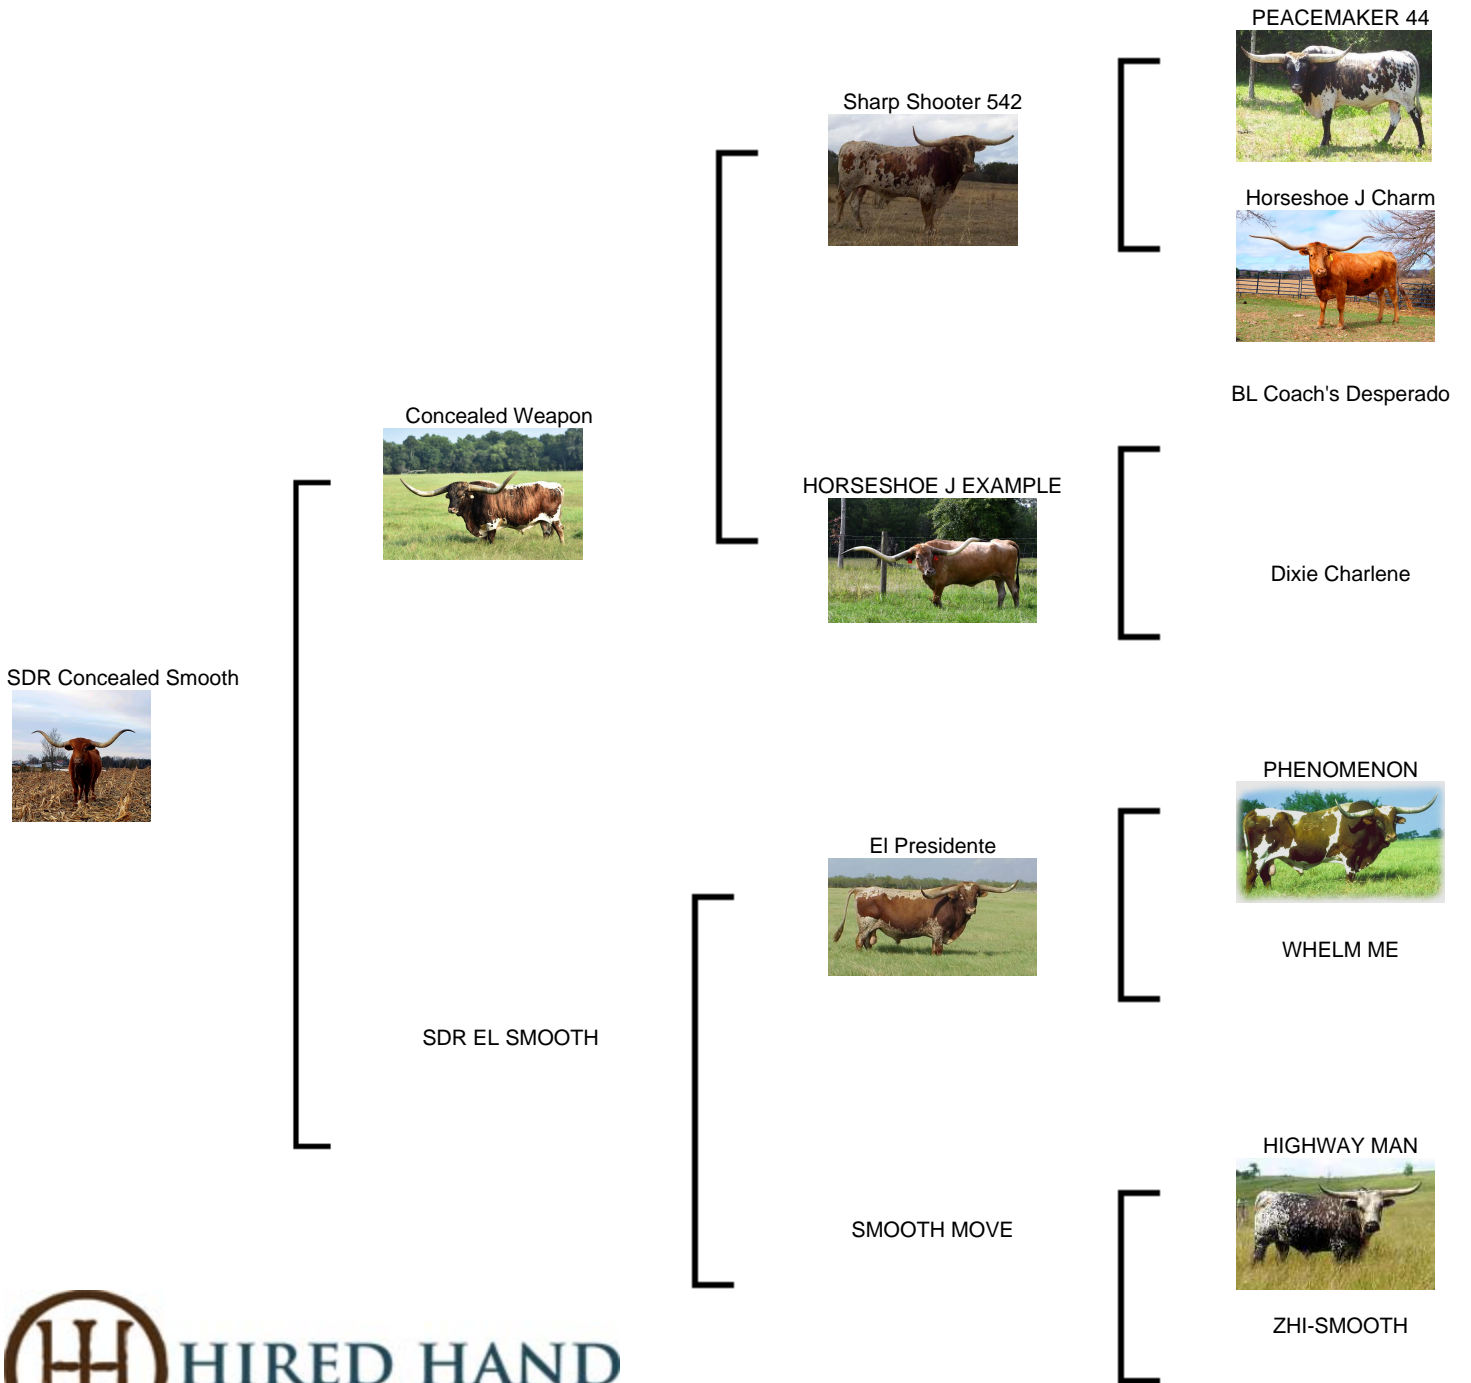 PEACEMAKER 44
Sharp Shooter 542
Horseshoe J Charm
BL Coach's Desperado
Concealed Weapon
HORSESHOE J EXAMPLE
Dixie Charlene
SDR Concealed Smooth
PHENOMENON
El Presidente
WHELM ME
SDR EL SMOOTH
HIGHWAY MAN
SMOOTH MOVE
ZHI-SMOOTH
HIRED HAND